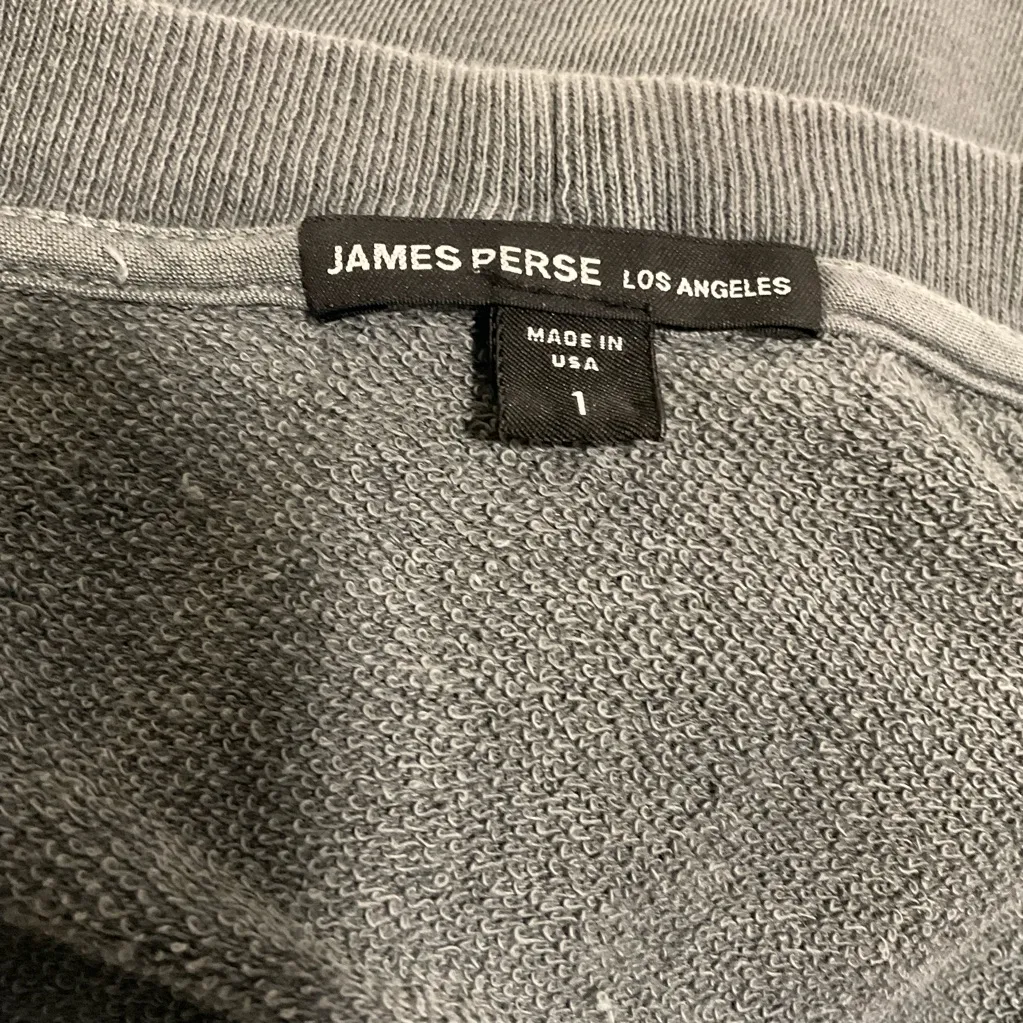 JAMES PERSE LOS ANGELES
MADE IN
USA
1